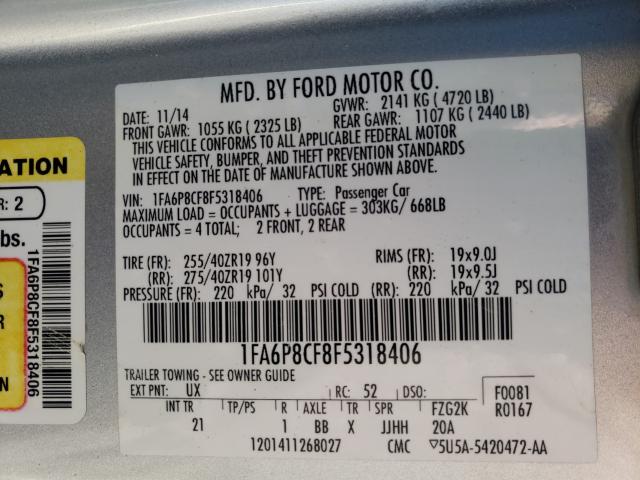 MFD. BY FORD MOTOR CO.
DATE: 11/14 GVWR: 2141 KG ( 4720 LB)
FRONT GAWR: 1055 KG ( 2325 LB) REAR GAWR: 1107 KG ( 2440 LB)
THIS VEHICLE CONFORMS TO ALL APPLICABLE FEDERAL MOTOR
VEHICLE SAFETY, BUMPER, AND THEFT PREVENTION STANDARDS
IN EFFECT ON THE DATE OF MANUFACTURE SHOWN ABOVE.
VIN: 1FA6P8CF8F5318406 TYPE: Passenger Car
MAXIMUM LOAD = OCCUPANTS + LUGGAGE = 303KG/ 668LB
OCCUPANTS = 4 TOTAL; 2 FRONT, 2 REAR
TIRE (FR): 255/40ZR19 96Y RIMS (FR): 19x9.0J
(RR): 275/40ZR19 101Y (RR): 19x9.5J
PRESSURE (FR): 220 kPa/ 32 PSI COLD (RR): 220 kPa/ 32 PSI COLD
1FA6P8CF8F5318406
TRAILER TOWING - SEE OWNER GUIDE
EXT PNT: UX RC: 52 DSO: F0081
INT TR TP/PS R AXLE TR SPR FZG2K R0167
21 1 BB X JJHH 20A
1201411268027 CMC ▽5U5A-5420472-AA
ATION
R: 2
bs.
R
N
1FA6P8CF8F5318406